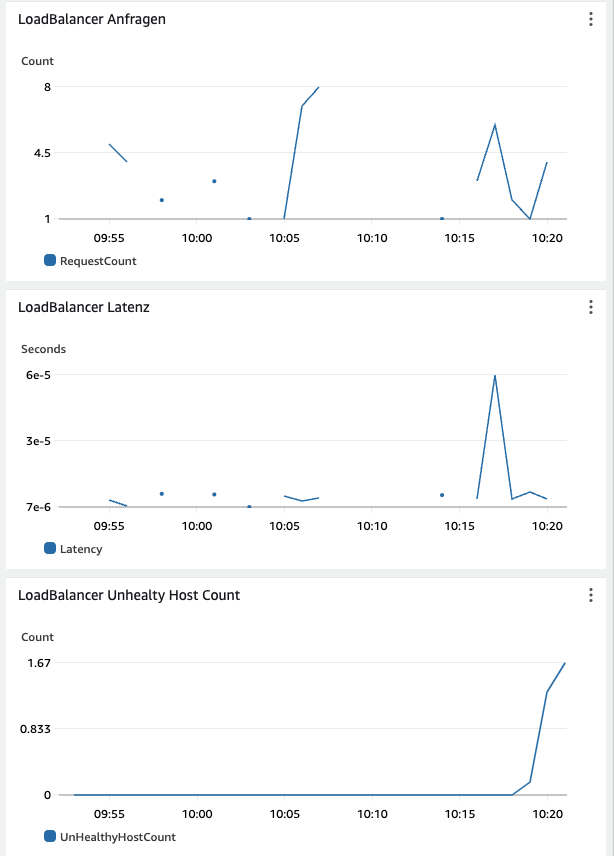 LoadBalancer Anfragen
Count
8
4.5
1
09:55 10:00 10:05 10:10 10:15 10:20
RequestCount
LoadBalancer Latenz
Seconds
6e-5
3e-5
7e-6
09:55 10:00 10:05 10:10 10:15 10:20
Latency
LoadBalancer Unhealty Host Count
Count
1.67
0.833
0
09:55 10:00 10:05 10:10 10:15 10:20
UnHealthyHostCount